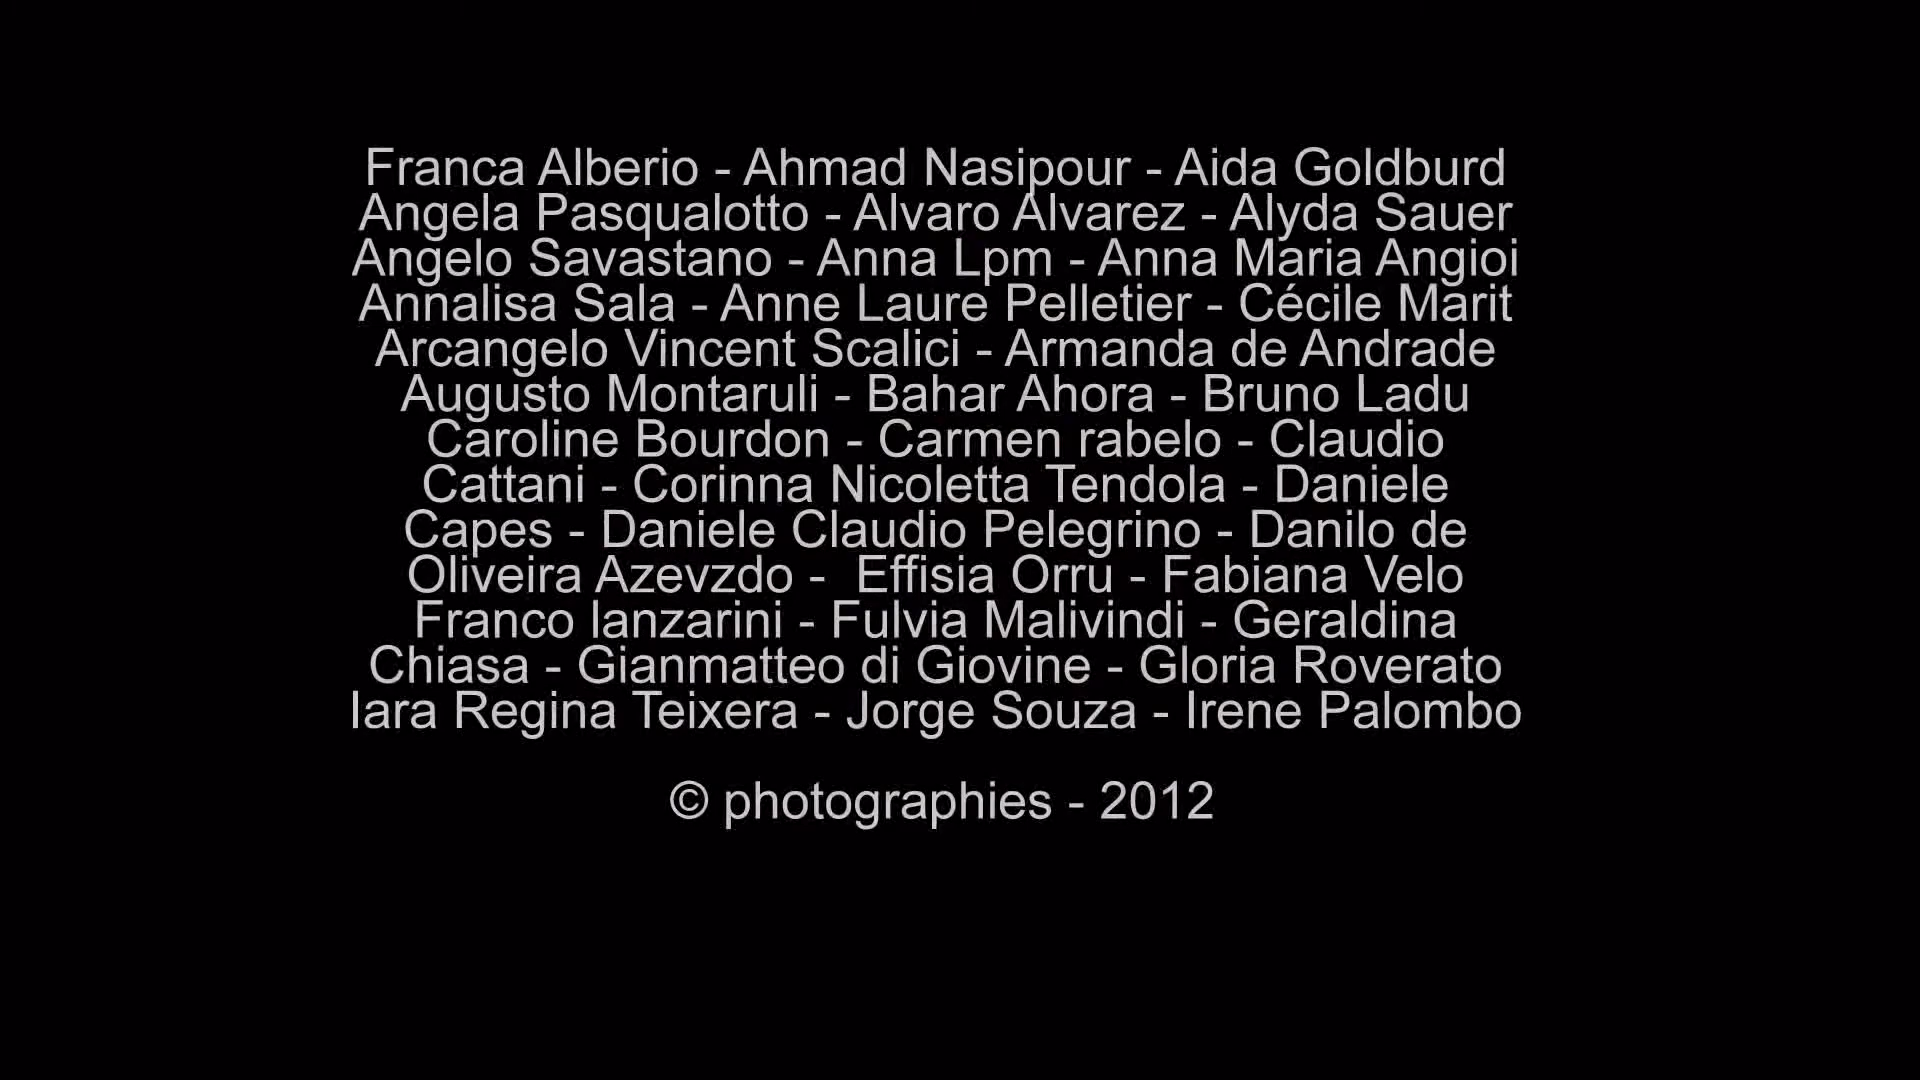 Franca Alberio - Ahmad Nasipour - Aida Goldburd
Angela Pasqualotto - Alvaro Alvarez - Alyda Sauer
Angelo Savastano - Anna Lpm - Anna Maria Angioi
Annalisa Sala - Anne Laure Pelletier - Cécile Marit
Arcangelo Vincent Scalici - Armanda de Andrade
Augusto Montaruli - Bahar Ahora - Bruno Ladu
Caroline Bourdon - Carmen rabelo - Claudio
Cattani - Corinna Nicoletta Tendola - Daniele
Capes - Daniele Claudio Pelegrino - Danilo de
Oliveira Azevzdo -  Effisia Orru - Fabiana Velo
Franco lanzarini - Fulvia Malivindi - Geraldina
Chiasa - Gianmatteo di Giovine - Gloria Roverato
Iara Regina Teixera - Jorge Souza - Irene Palombo
© photographies - 2012